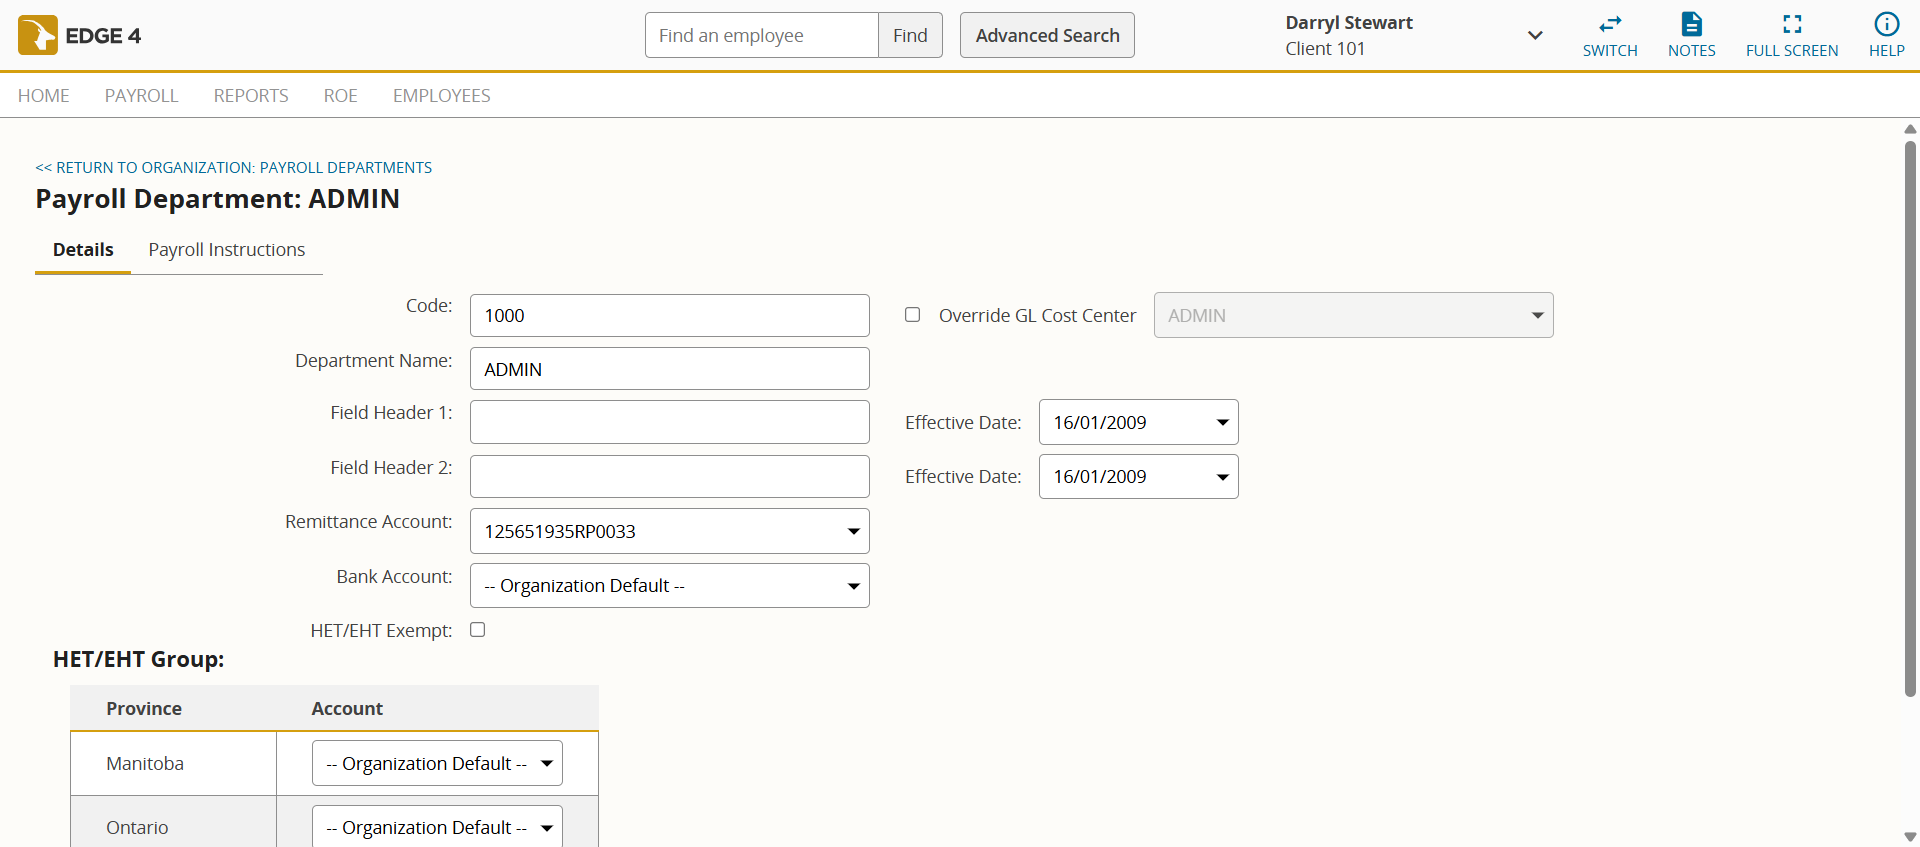 EDGE 4
Find an employee
Find
Advanced Search
Darryl Stewart
Client 101
SWITCH
NOTES
FULL SCREEN
HELP
HOME
PAYROLL
REPORTS
ROE
EMPLOYEES
<< RETURN TO ORGANIZATION: PAYROLL DEPARTMENTS
Payroll Department: ADMIN
Details
Payroll Instructions
Code:
1000
Override GL Cost Center
ADMIN
Department Name:
ADMIN
Field Header 1:
Effective Date:
16/01/2009
Field Header 2:
Effective Date:
16/01/2009
Remittance Account:
125651935RP0033
Bank Account:
-- Organization Default --
HET/EHT Exempt:
HET/EHT Group:
Province
Account
Manitoba
-- Organization Default --
Ontario
-- Organization Default --